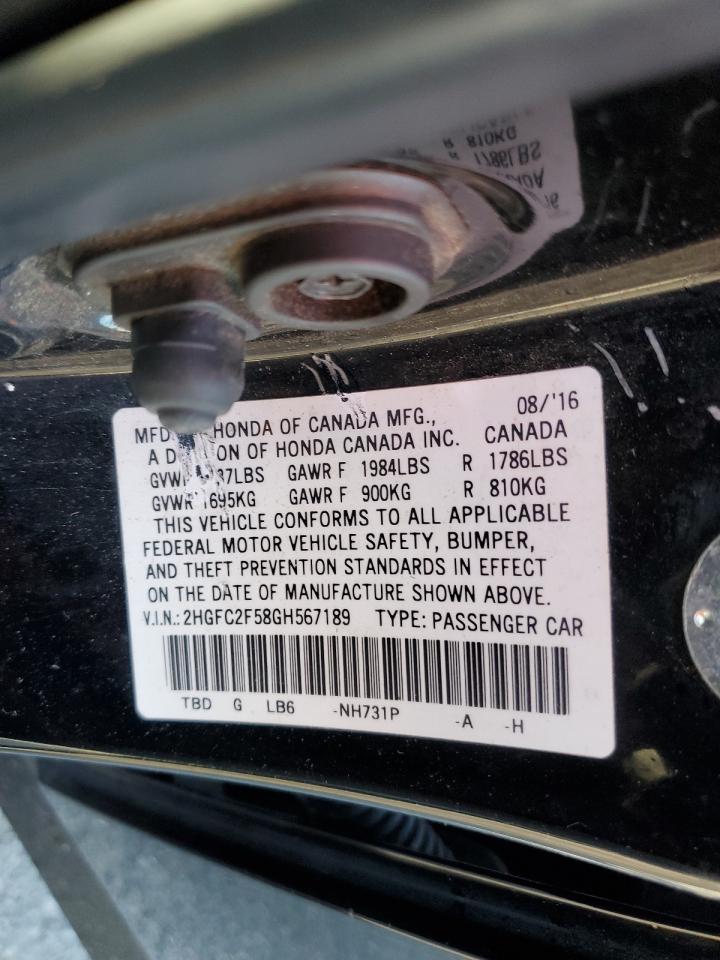 08/'16
MFD. HONDA OF CANADA MFG.,
A OF HONDA CANADA INC. CANADA
GAWR F 1984LBS R 1786LBS
GVWR 1695KG GAWR F 900KG R 810KG
THIS VEHICLE CONFORMS TO ALL APPLICABLE
FEDERAL MOTOR VEHICLE SAFETY, BUMPER,
AND THEFT PREVENTION STANDARDS IN EFFECT
ON THE DATE OF MANUFACTURE SHOWN ABOVE.
V.I.N.: 2HGFC2F58GH567189 TYPE: PASSENGER CAR
TBD G LB6 -NH731P -A -H